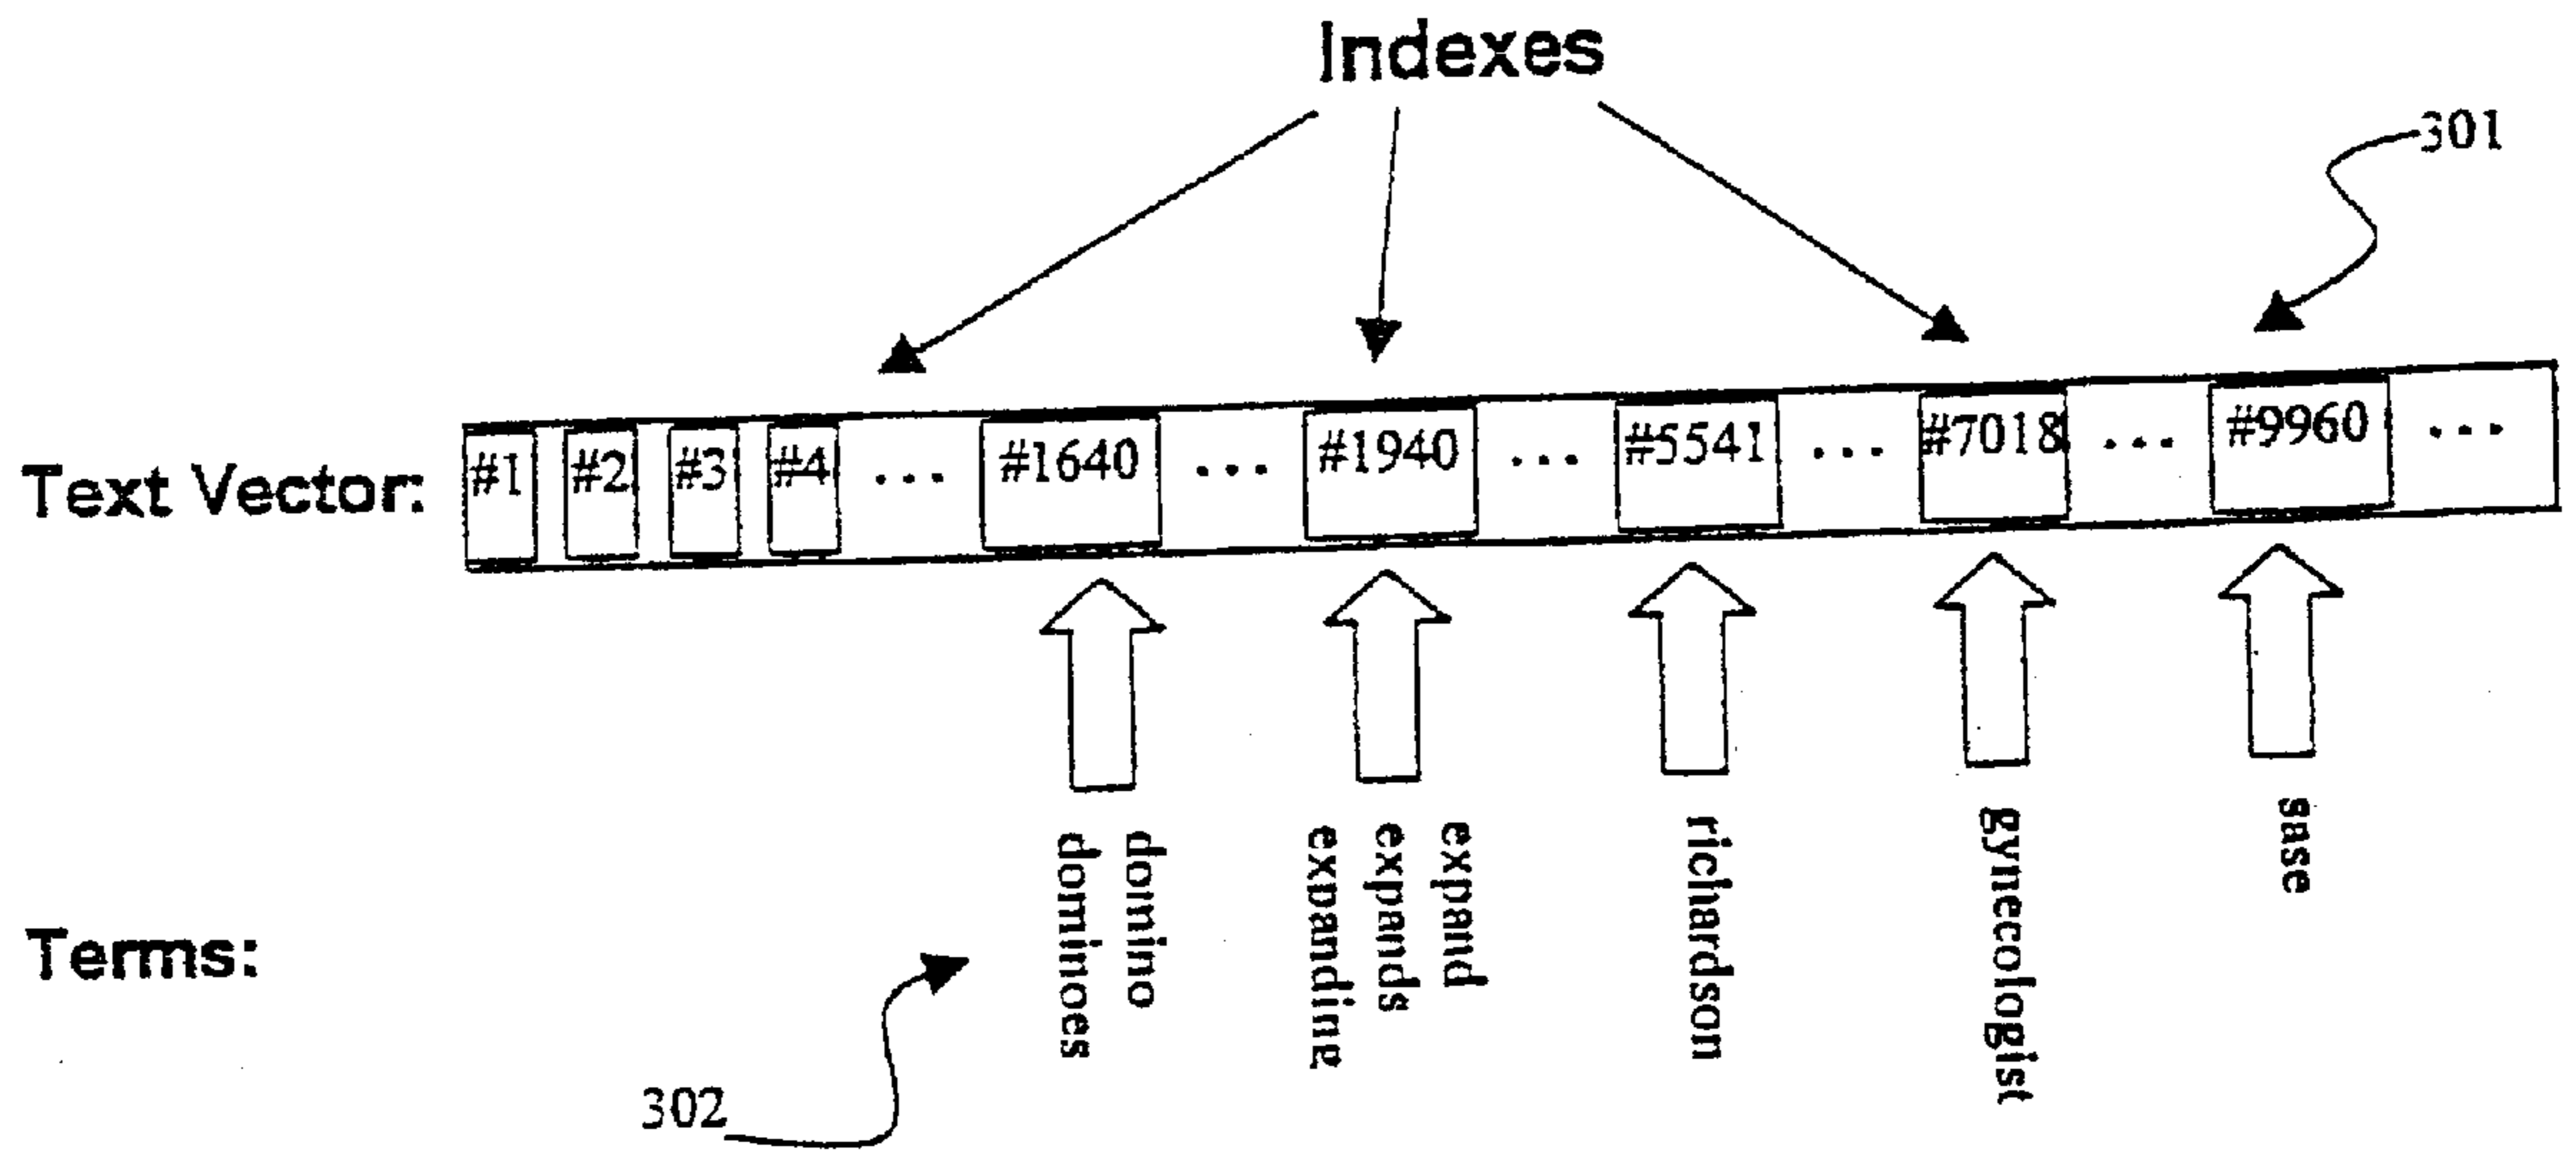 Indexes
301
Text Vector: #1 #2 #3 #4 ... #1640 ... #1940 ... #5541 ... #7018 ... #9960 ...
Terms:
domino
dominoes
expand
expands
expanding
richardson
gynecologist
sase
302